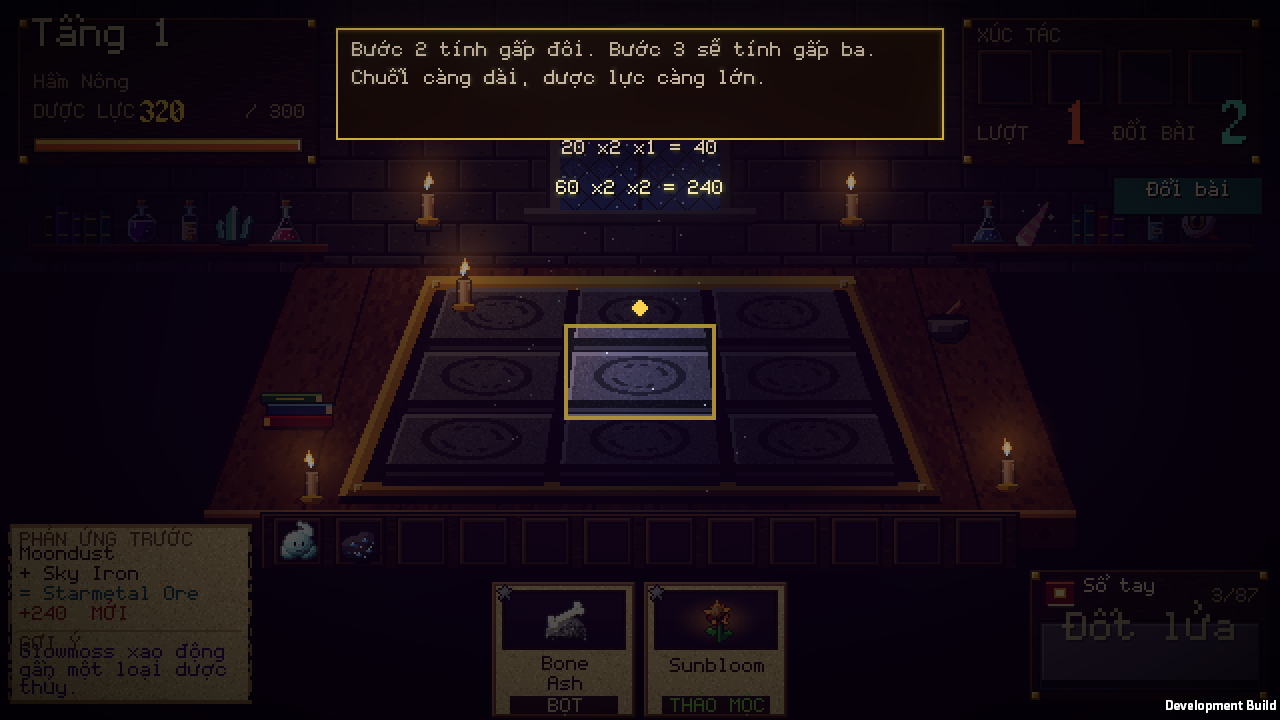 Tầng 1
Hầm Nông
DƯỢC LỰC 320 / 300
Bước 2 tính gấp đôi. Bước 3 sẽ tính gấp ba.
Chuỗi càng dài, dược lực càng lớn.
20 x2 x1 = 40
60 x2 x2 = 240
XÚC TÁC
LƯỢT 1 ĐỔI BÀI 2
Đổi bài
PHẢN ỨNG TRƯỚC
Moondust
+ Sky Iron
= Starmetal Ore
+240 MỚI
GỢI Ý
Glowmoss xao động
gần một loại dược
thủy.
Bone
Ash
BỘT
Sunbloom
THẢO MỘC
Sổ tay
3/87
Đốt lửa
Development Build